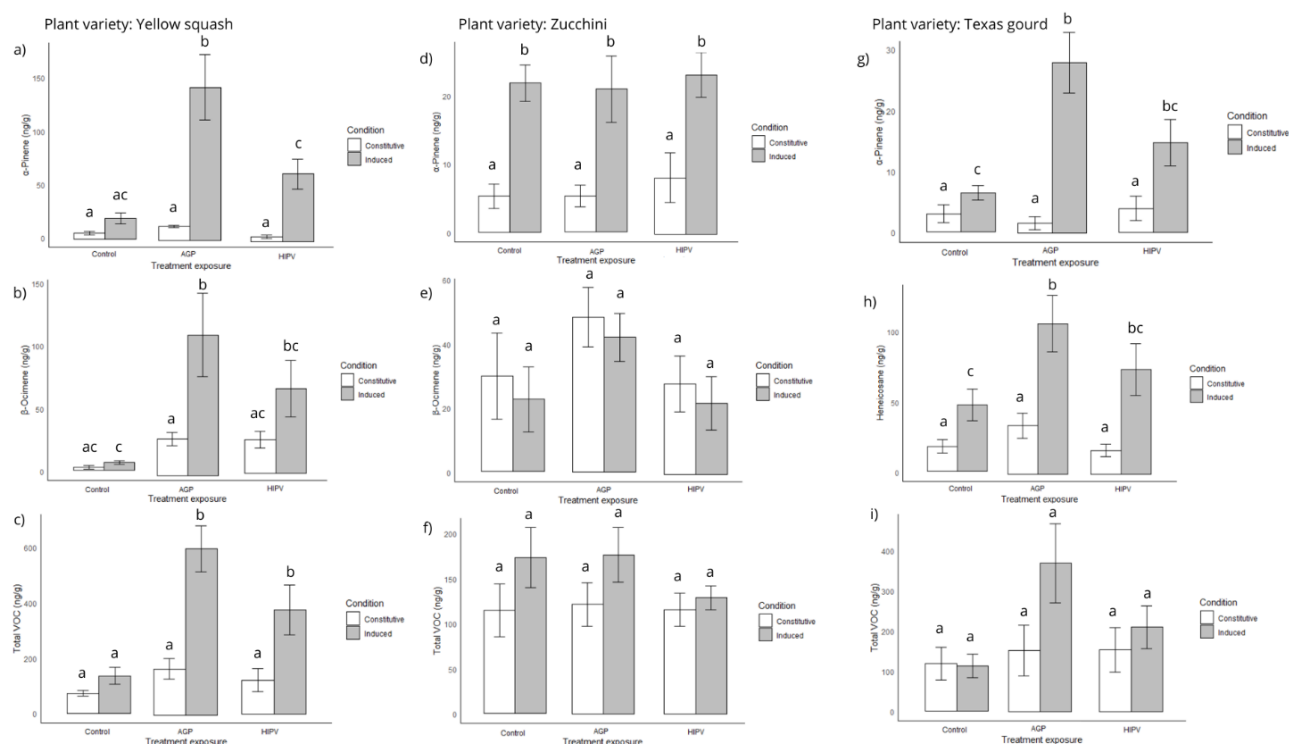 Plant variety: Yellow squash
a)
α-Pinene (ng/g)
150
100
50
0
a
ac
a
b
a
c
Condition
Constitutive
Induced
Control
AGP
HIPV
Treatment exposure
b)
β-Ocimene (ng/g)
150
100
50
0
ac
c
a
b
ac
bc
Condition
Constitutive
Induced
Control
AGP
HIPV
Treatment exposure
c)
Total VOC (ng/g)
600
400
200
0
a
a
a
b
a
b
Condition
Constitutive
Induced
Control
AGP
HIPV
Treatment exposure
Plant variety: Zucchini
d)
α-Pinene (ng/g)
20
10
0
a
b
a
b
a
b
Condition
Constitutive
Induced
Control
AGP
HIPV
Treatment exposure
e)
β-Ocimene (ng/g)
60
40
20
0
a
a
a
a
a
a
Condition
Constitutive
Induced
Control
AGP
HIPV
Treatment exposure
f)
Total VOC (ng/g)
200
150
100
50
0
a
a
a
a
a
a
Condition
Constitutive
Induced
Control
AGP
HIPV
Treatment exposure
Plant variety: Texas gourd
g)
α-Pinene (ng/g)
30
20
10
0
a
c
a
b
a
bc
Condition
Constitutive
Induced
Control
AGP
HIPV
Treatment exposure
h)
Heneicosane (ng/g)
100
50
0
a
c
a
b
a
bc
Condition
Constitutive
Induced
Control
AGP
HIPV
Treatment exposure
i)
Total VOC (ng/g)
400
300
200
100
0
a
a
a
a
a
a
Condition
Constitutive
Induced
Control
AGP
HIPV
Treatment exposure